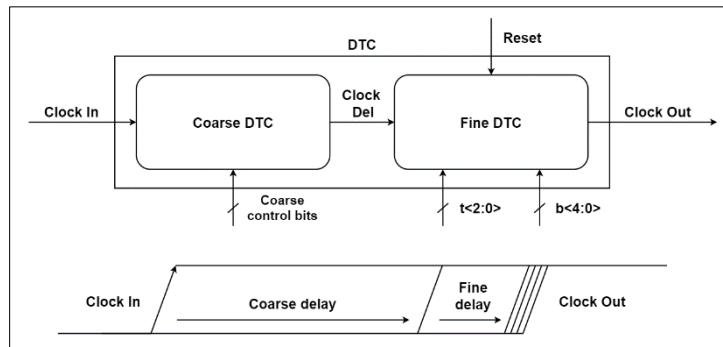 DTC
Reset
Clock In
Coarse DTC
Clock
Del
Fine DTC
Clock Out
Coarse
control bits
t<2:0>
b<4:0>
Clock In
Coarse delay
Fine
delay
Clock Out